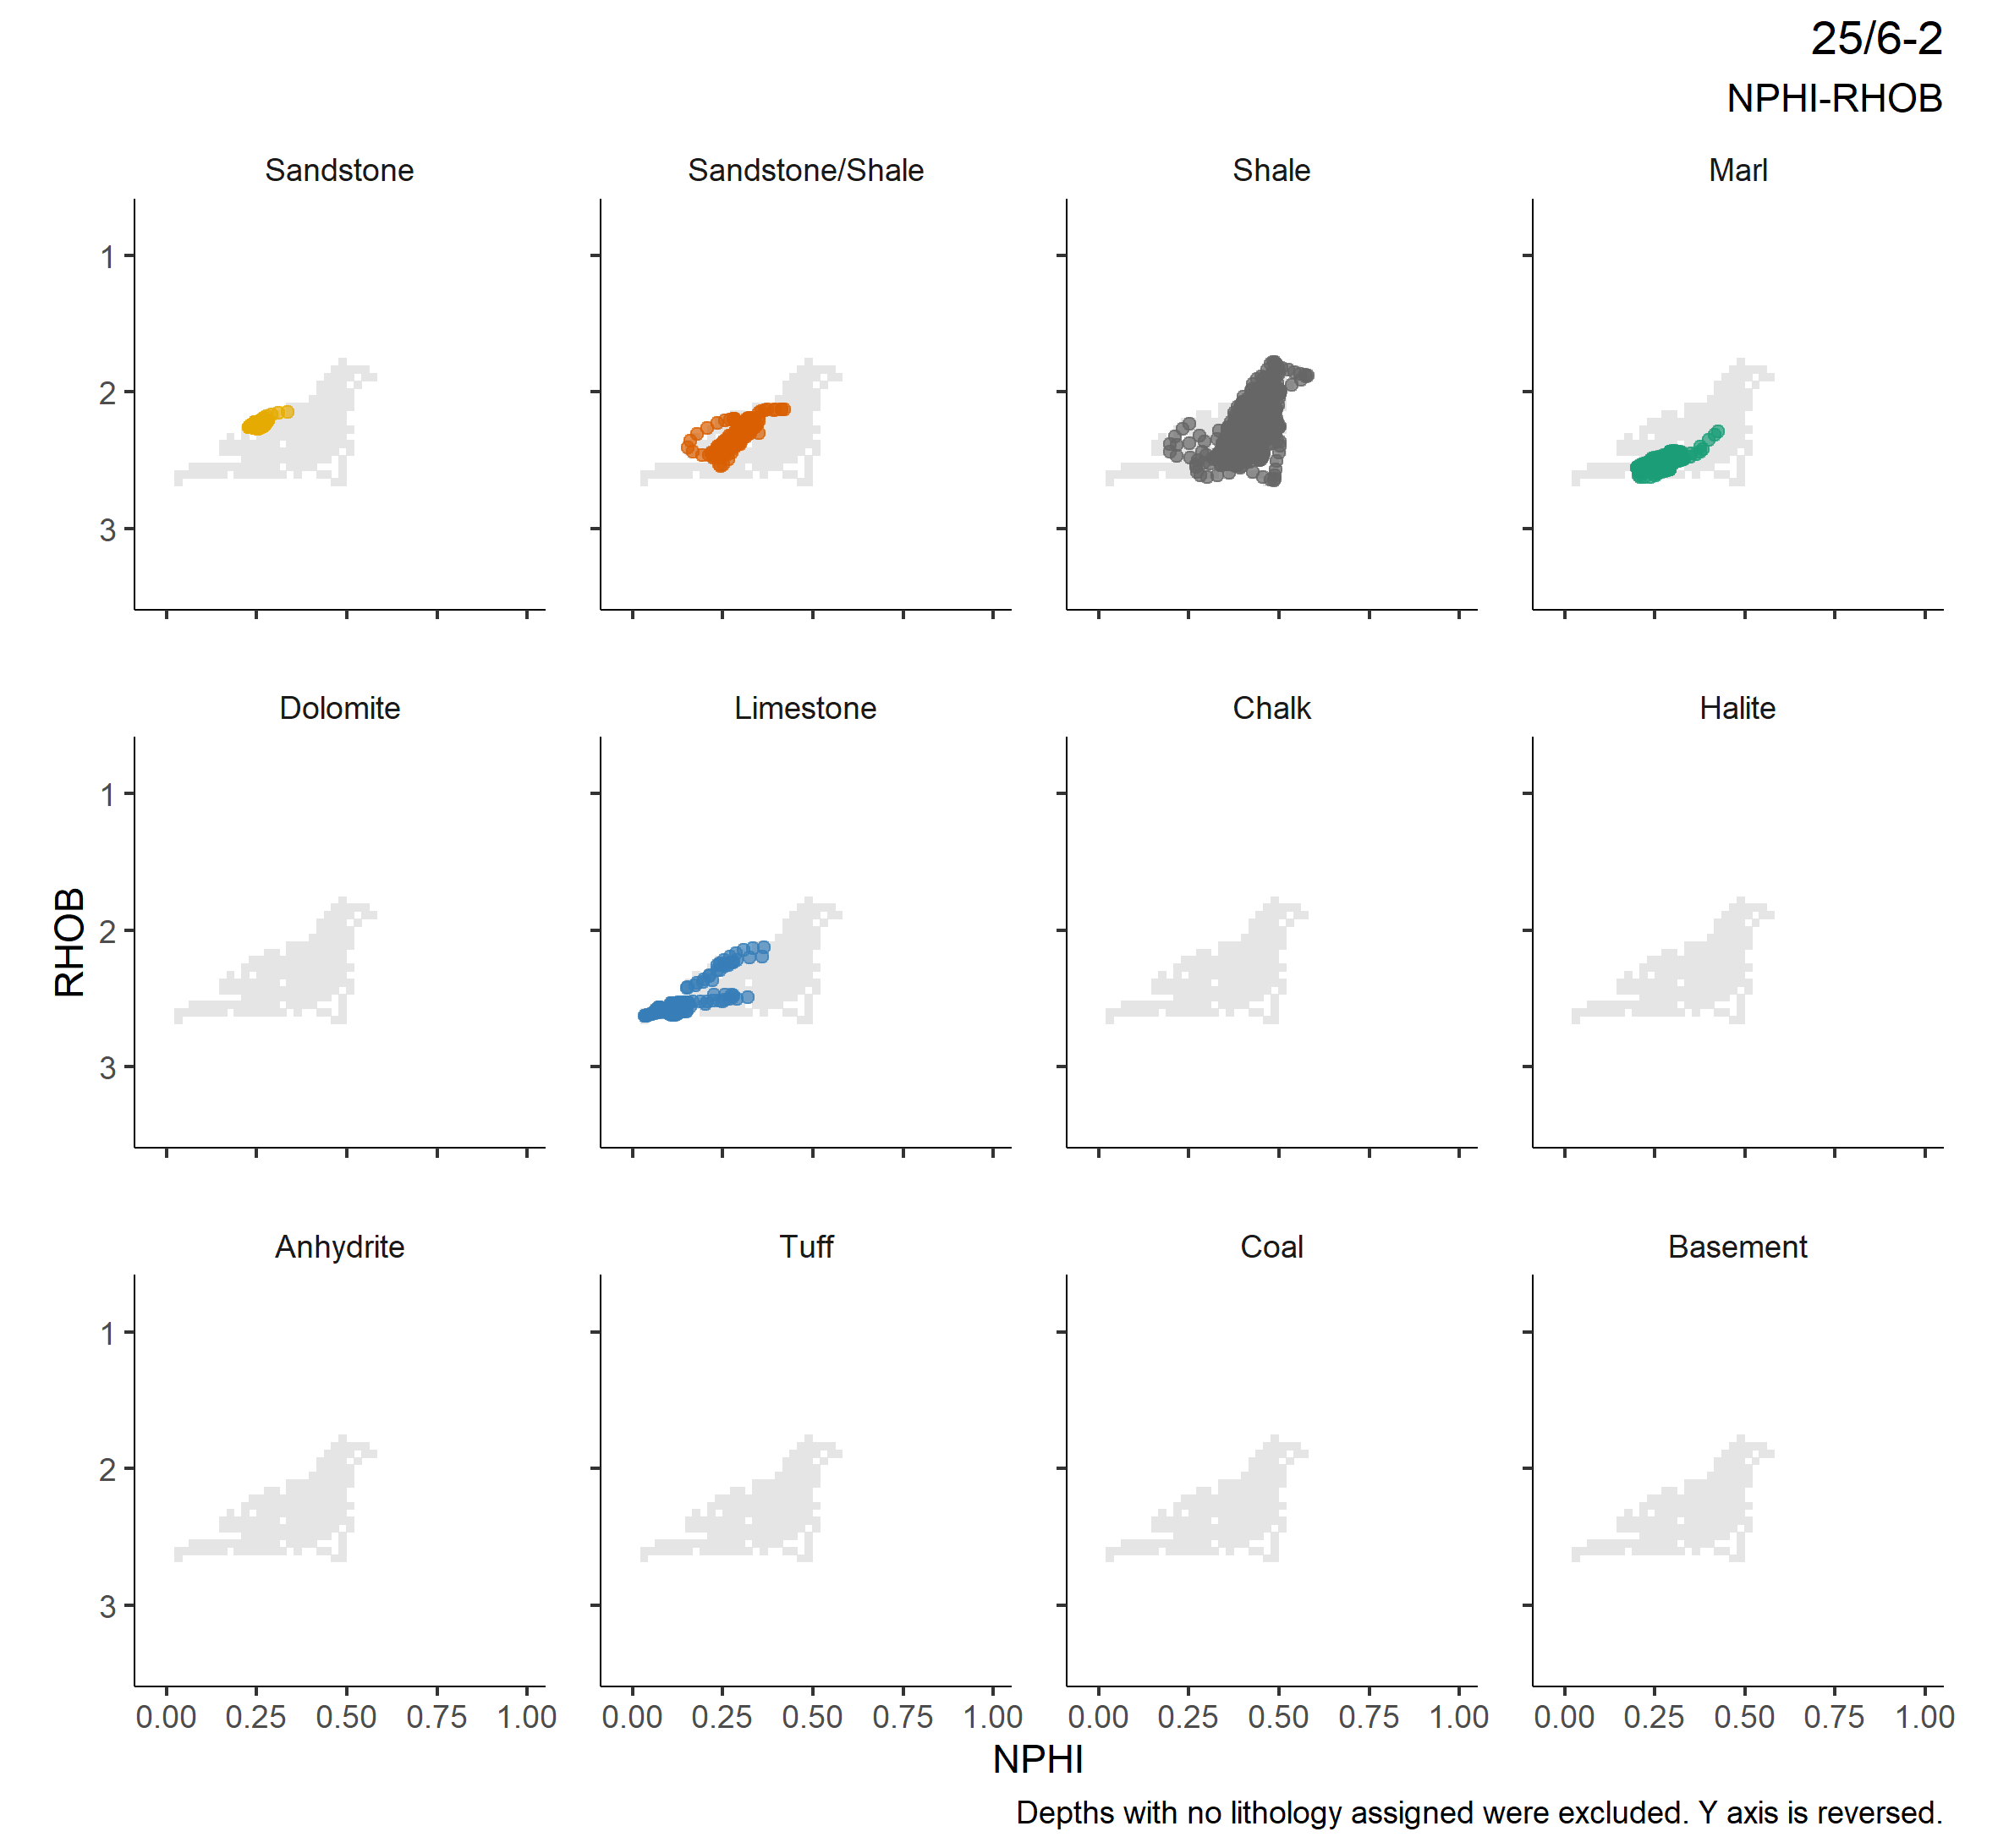 25/6-2
NPHI-RHOB
Sandstone
Sandstone/Shale
Shale
Marl
1
2
3
Dolomite
Limestone
Chalk
Halite
RHOB
1
2
3
Anhydrite
Tuff
Coal
Basement
1
2
3
0.00 0.25 0.50 0.75 1.00
0.00 0.25 0.50 0.75 1.00
0.00 0.25 0.50 0.75 1.00
0.00 0.25 0.50 0.75 1.00
NPHI
Depths with no lithology assigned were excluded. Y axis is reversed.